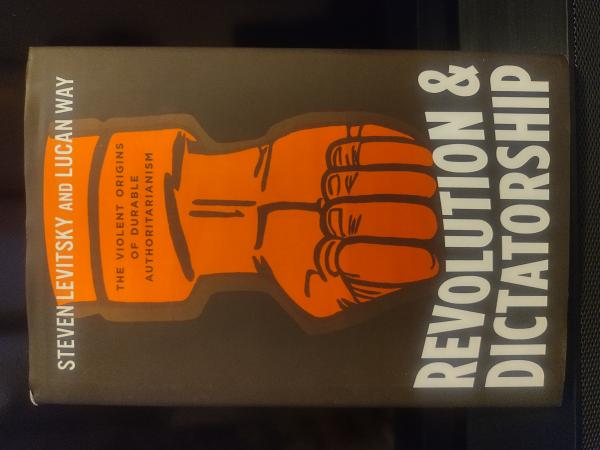 STEVEN LEVITSKY AND LUCAN WAY
THE VIOLENT ORIGINS
OF DURABLE
AUTHORITARIANISM
REVOLUTION &
DICTATORSHIP